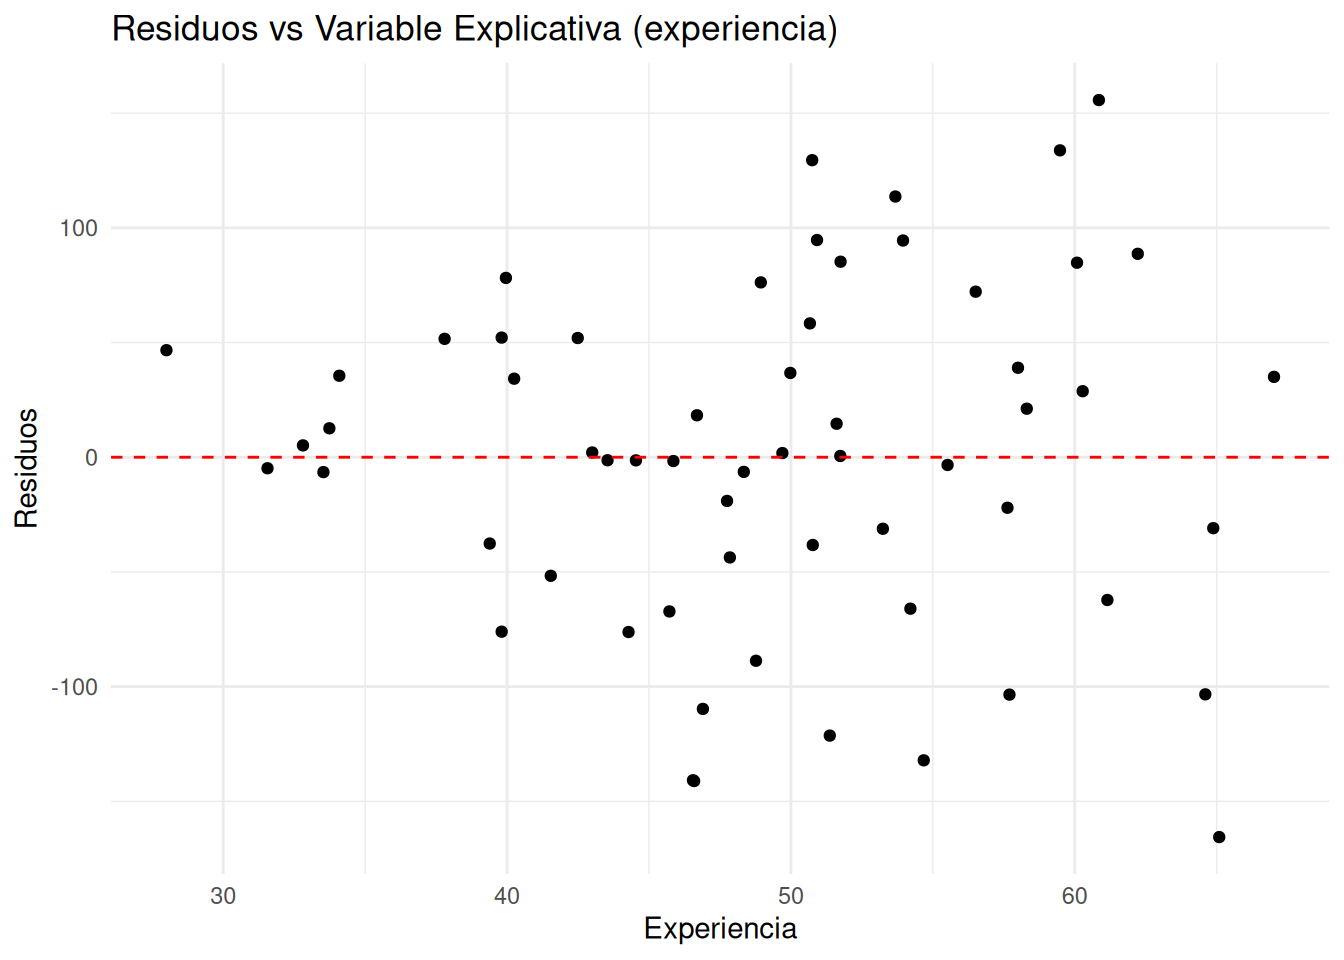 Residuos vs Variable Explicativa (experiencia)
100
0
-100
Residuos
30 40 50 60
Experiencia